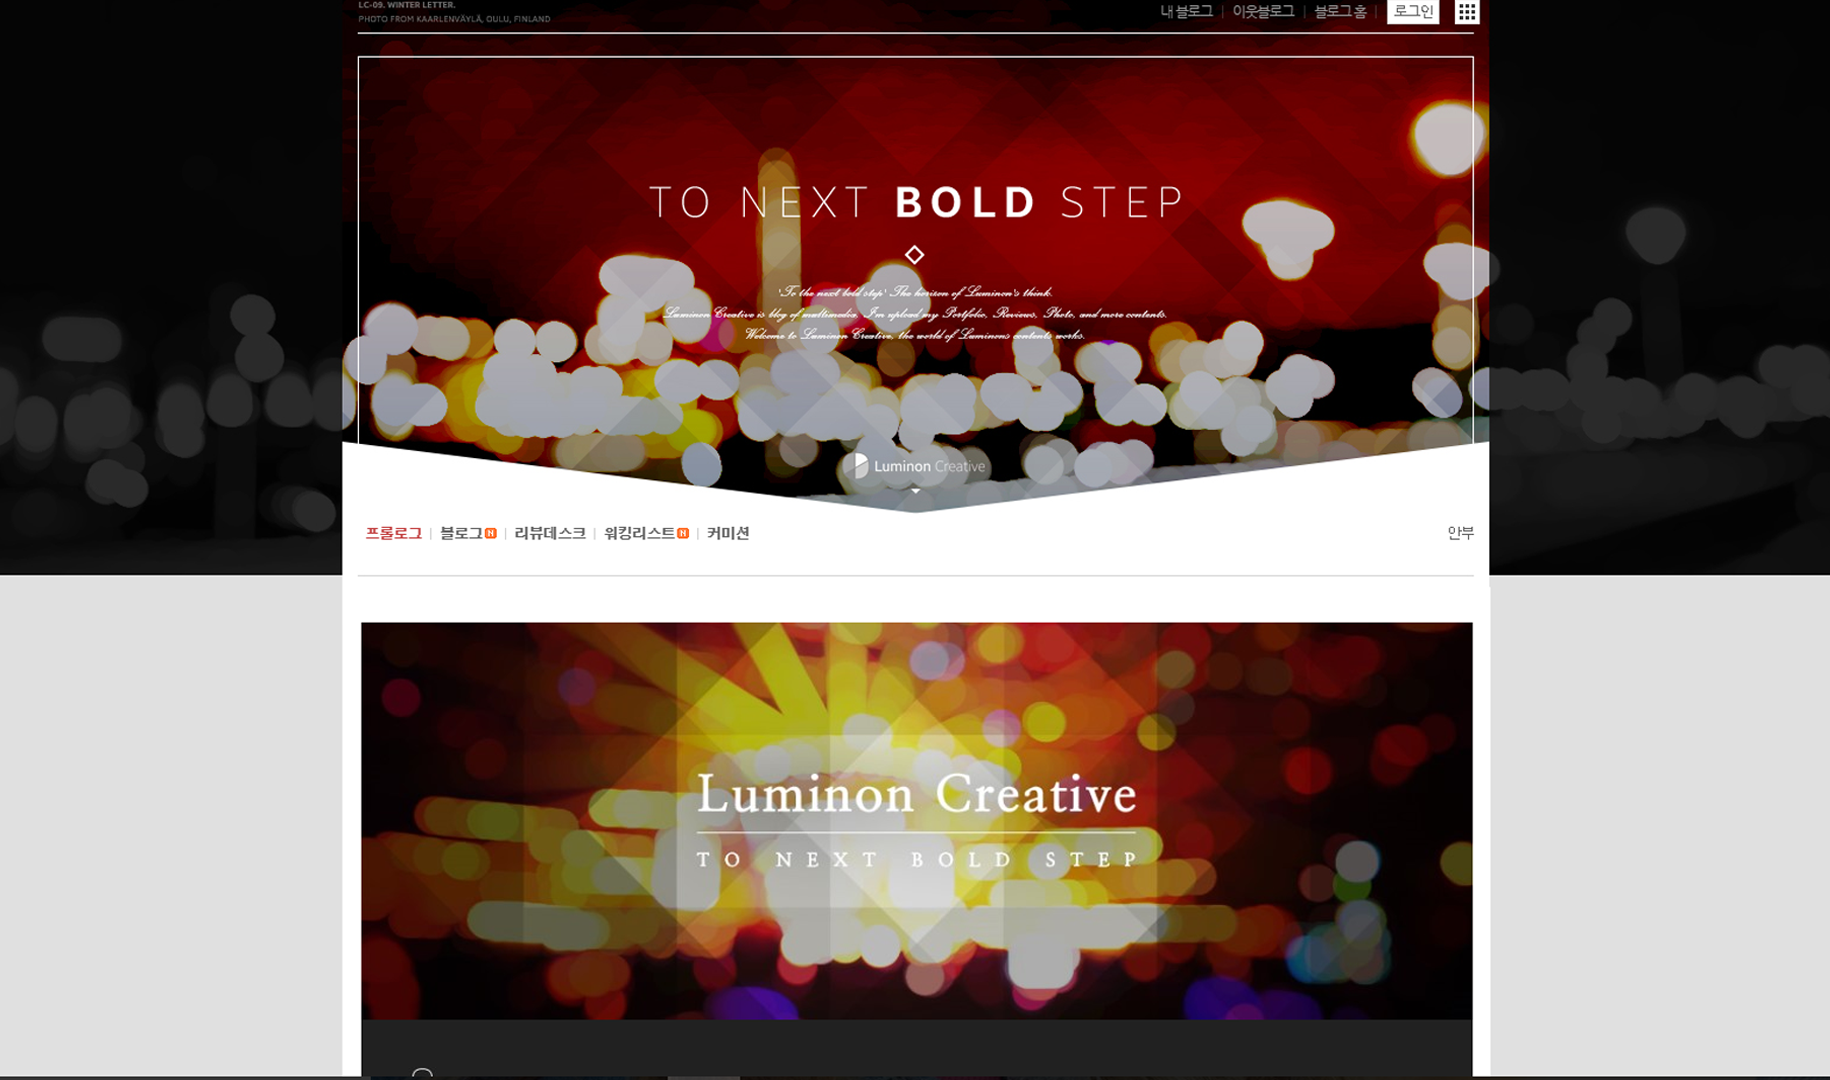 LC-09. WINTER LETTER.
PHOTO FROM KAARLENVÄYLÄ, OULU, FINLAND
내 블로그 | 이웃블로그 | 블로그 홈 | 로그인
TO NEXT BOLD STEP
'To the next bold step' The horizon of Luminon's think.
Luminon Creative is blog of multimedia. I'm upload my Portfolio, Reviews, Photo, and more contents.
Welcome to Luminon Creative, the world of Luminons contents works.
Luminon Creative
프롤로그 | 블로그 N | 리뷰데스크 | 워킹리스트 N | 커미션
안부
Luminon Creative
TO NEXT BOLD STEP